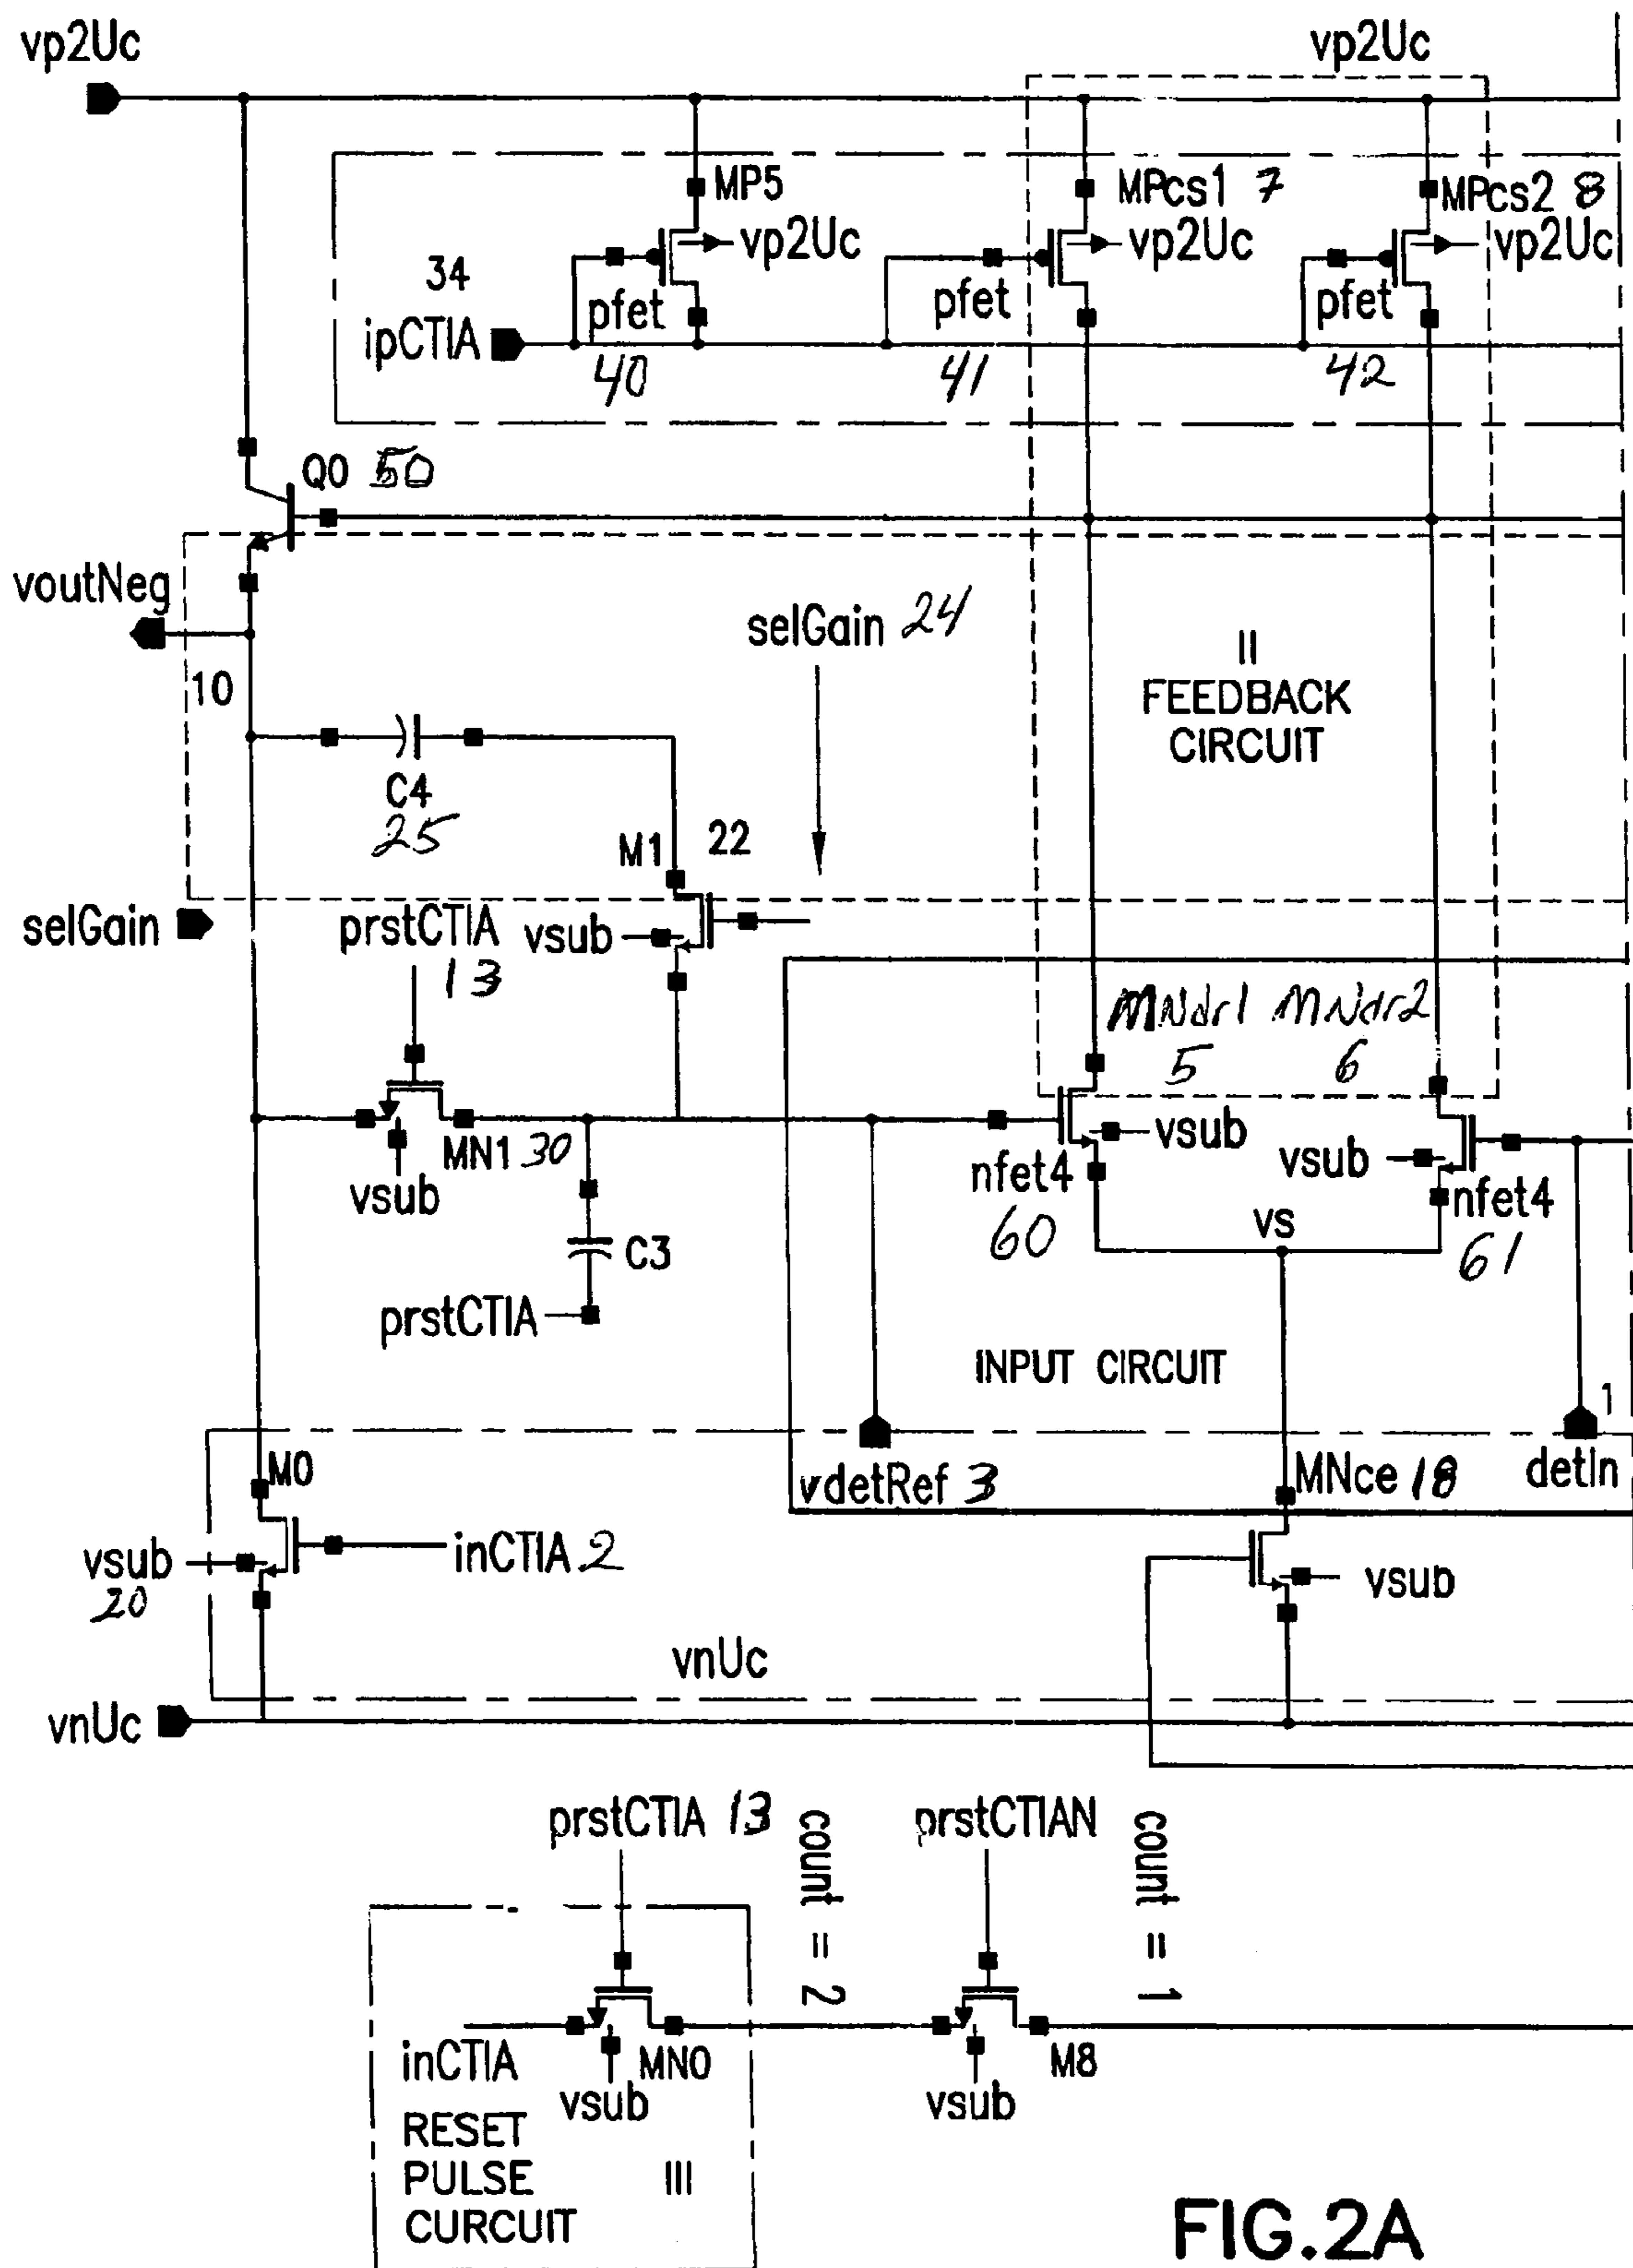 vp2Uc
vp2Uc
MP5
MPcs1 7
MPcs2 8
vp2Uc
vp2Uc
vp2Uc
34
pfet
pfet
pfet
ipCTIA
40
41
42
Q0 50
voutNeg
selGain 24
10
II
FEEDBACK
CIRCUIT
C4
25
M1
22
selGain
prstCTIA
13
vsub
MNdr1
MNdr2
5
6
MN1 30
vsub
vsub
vsub
nfet4
60
nfet4
61
vs
C3
prstCTIA
INPUT CIRCUIT
1
M0
vdetRef 3
MNce 18
detIn
inCTIA 2
vsub
20
vsub
vnUc
vnUc
prstCTIA 13
count = 2
prstCTIAN
count = 1
inCTIA
MN0
vsub
M8
vsub
RESET
PULSE
CURCUIT
III
FIG.2A